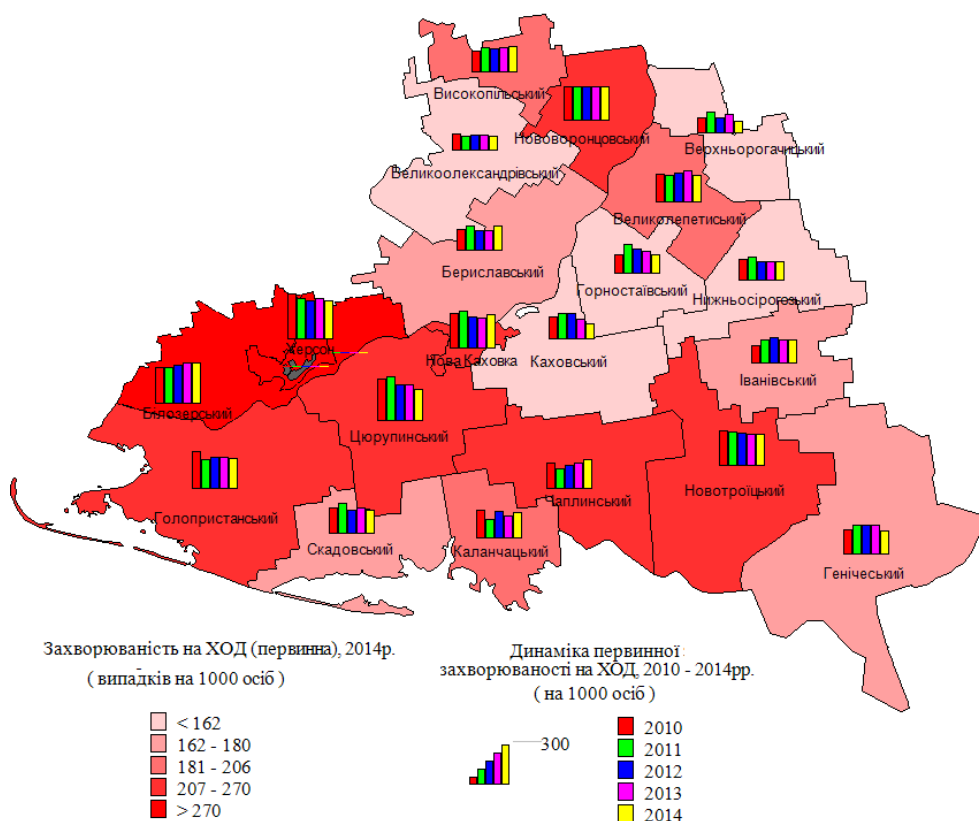 Високопільський
Нововоронцовський
Верхньорогачицький
Великоолександрівський
Великолепетиський
Бериславський
Горностаївський
Нижньосірогозький
Херсон
Нова Каховка
Каховський
Іванівський
Білозерський
Цюрупинський
Голопристанський
Чаплинський
Новотроїцький
Скадовський
Каланчацький
Генічеський
Захворюваність на ХОД (первинна), 2014р.
( випадків на 1000 осіб )
< 162
162 - 180
181 - 206
207 - 270
> 270
Динаміка первинної
захворюваності на ХОД, 2010 - 2014рр.
( на 1000 осіб )
300
2010
2011
2012
2013
2014